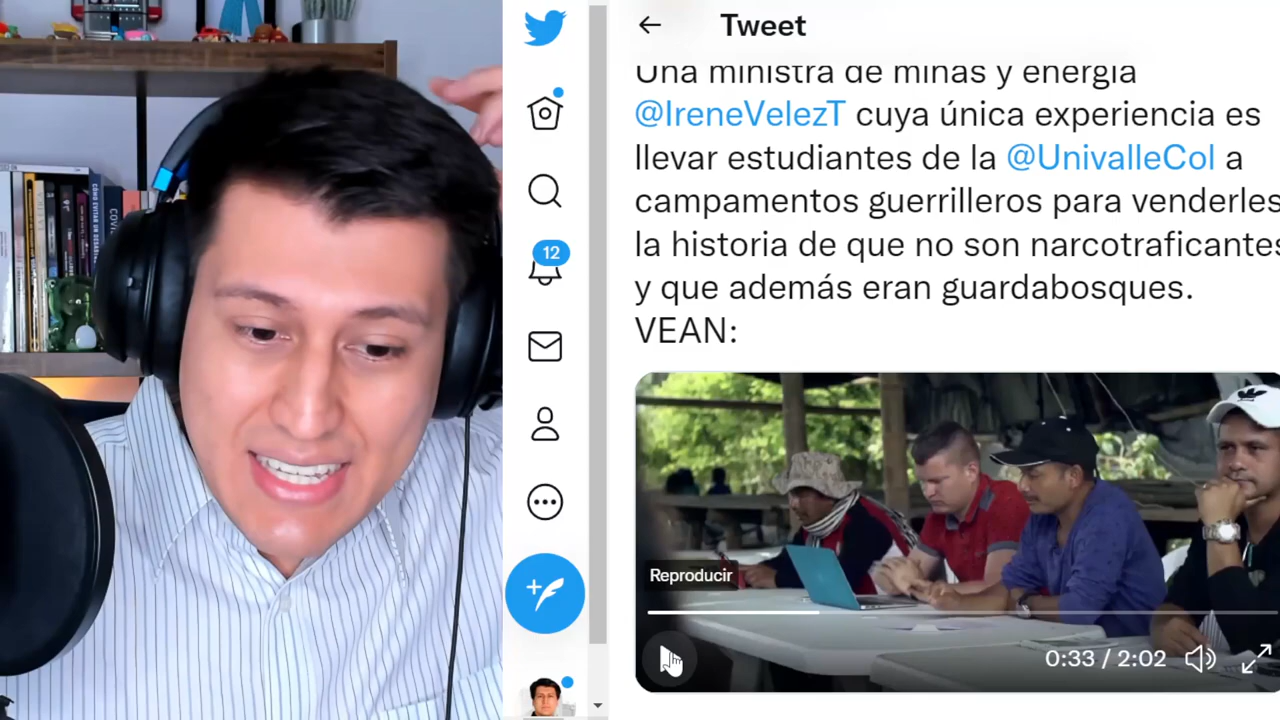 Tweet
Una ministra de minas y energía
@IreneVelezT cuya única experiencia es
llevar estudiantes de la @UnivalleCol a
campamentos guerrilleros para venderles
la historia de que no son narcotraficantes
y que además eran guardabosques.
VEAN:
12
Reproducir
0:33 / 2:02